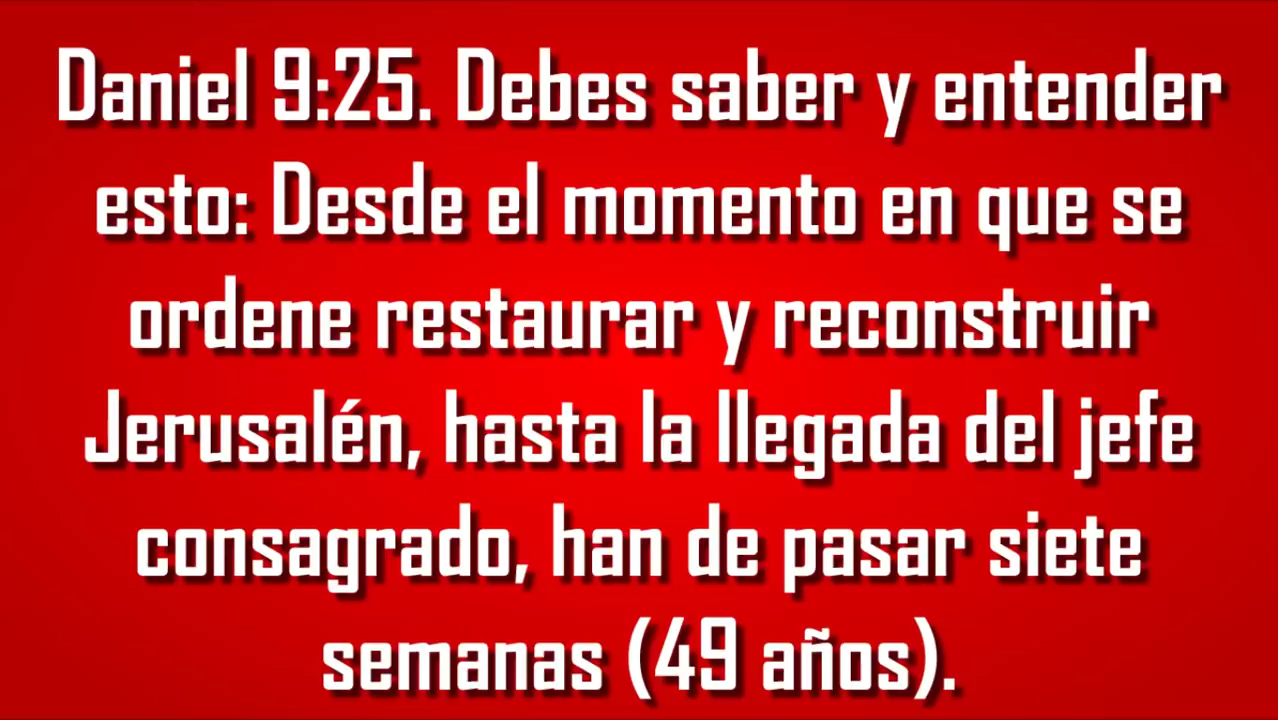 Daniel 9:25. Debes saber y entender
esto: Desde el momento en que se
ordene restaurar y reconstruir
Jerusalén, hasta la llegada del jefe
consagrado, han de pasar siete
semanas (49 años).